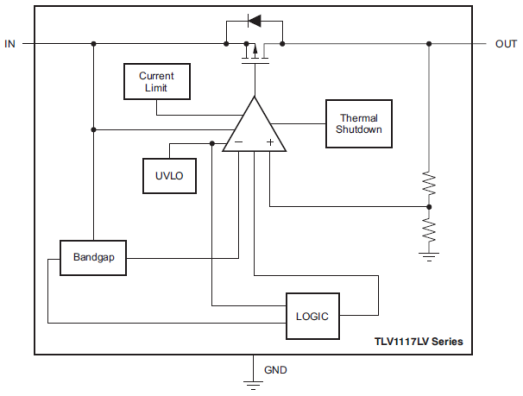 IN
OUT
Current
Limit
Thermal
Shutdown
− +
UVLO
Bandgap
LOGIC
TLV1117LV Series
GND